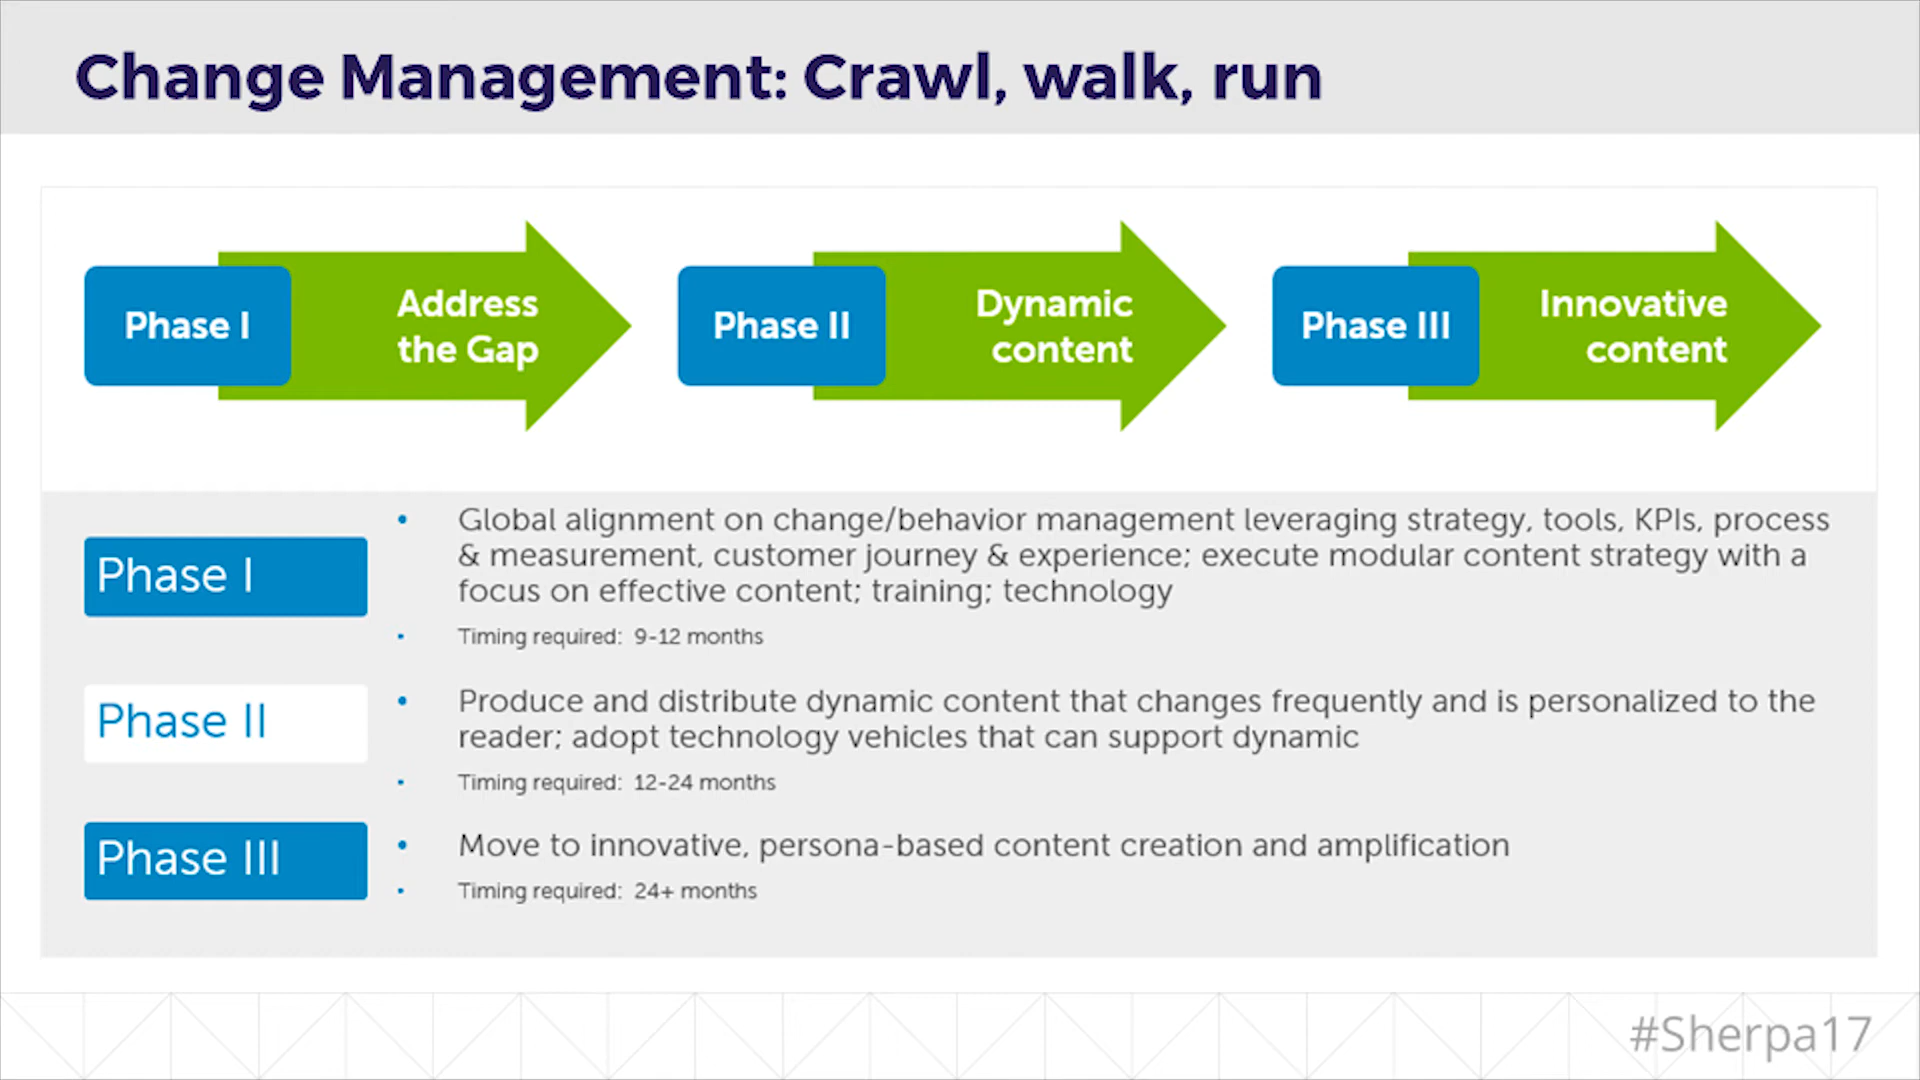 Change Management: Crawl, walk, run
Phase I
Address
the Gap
Phase II
Dynamic
content
Phase III
Innovative
content
Phase I
• Global alignment on change/behavior management leveraging strategy, tools, KPIs, process
& measurement, customer journey & experience; execute modular content strategy with a
focus on effective content; training; technology
• Timing required: 9-12 months
Phase II
• Produce and distribute dynamic content that changes frequently and is personalized to the
reader; adopt technology vehicles that can support dynamic
• Timing required: 12-24 months
Phase III
• Move to innovative, persona-based content creation and amplification
• Timing required: 24+ months
#Sherpa17